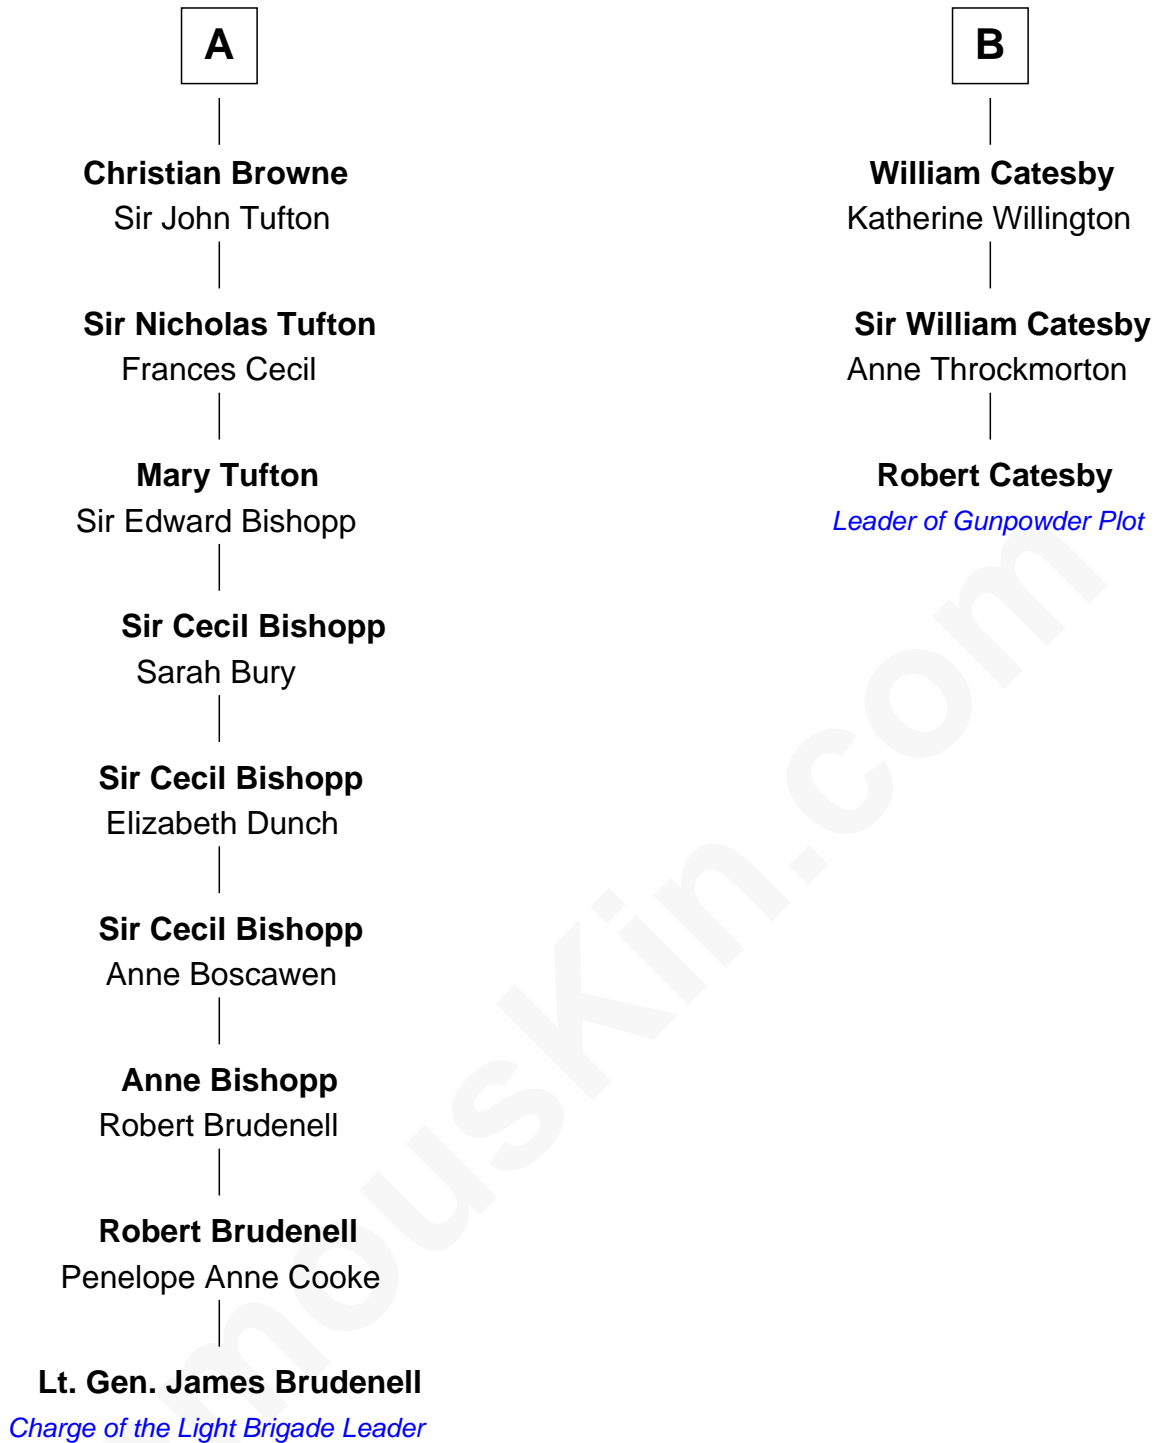 A
Christian Browne
Sir John Tufton
Sir Nicholas Tufton
Frances Cecil
Mary Tufton
Sir Edward Bishopp
Sir Cecil Bishopp
Sarah Bury
Sir Cecil Bishopp
Elizabeth Dunch
Sir Cecil Bishopp
Anne Boscawen
Anne Bishopp
Robert Brudenell
Robert Brudenell
Penelope Anne Cooke
Lt. Gen. James Brudenell
Charge of the Light Brigade Leader
B
William Catesby
Katherine Willington
Sir William Catesby
Anne Throckmorton
Robert Catesby
Leader of Gunpowder Plot
mousKin.com